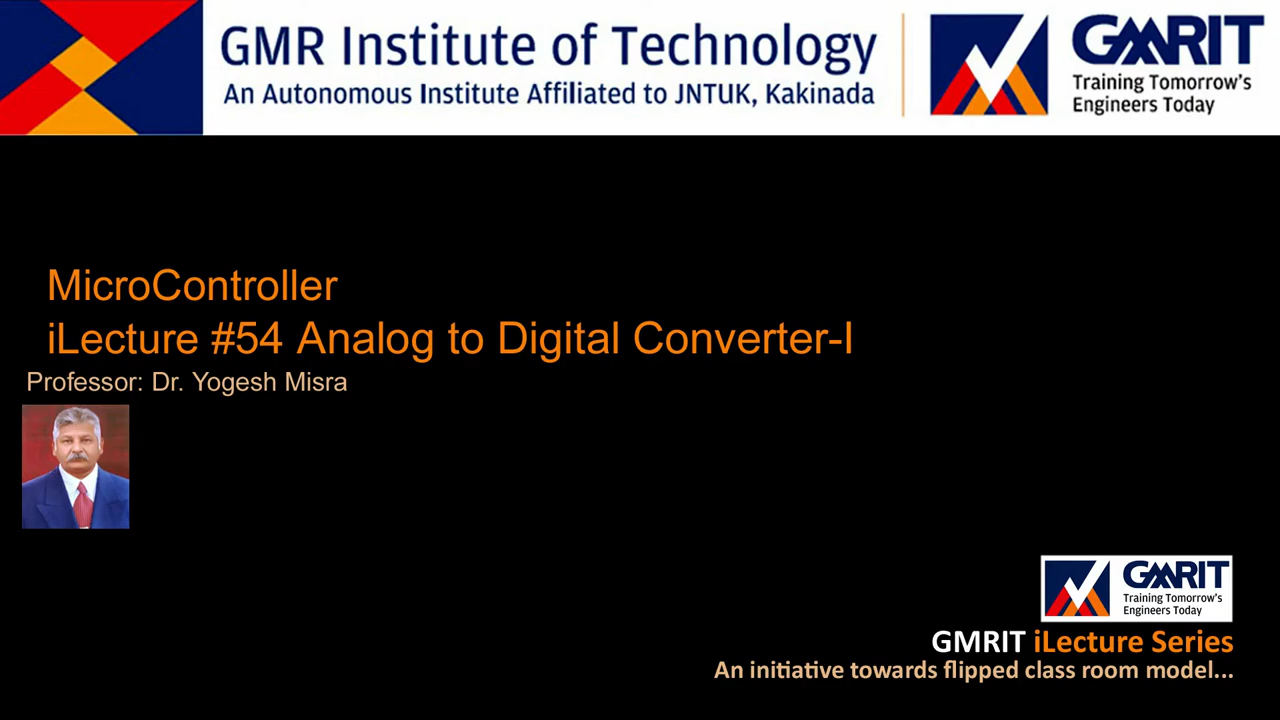 GMR Institute of Technology
An Autonomous Institute Affiliated to JNTUK, Kakinada
GMRIT
Training Tomorrow's
Engineers Today
MicroController
iLecture #54 Analog to Digital Converter-I
Professor: Dr. Yogesh Misra
GMRIT
Training Tomorrow's
Engineers Today
GMRIT iLecture Series
An initiative towards flipped class room model...